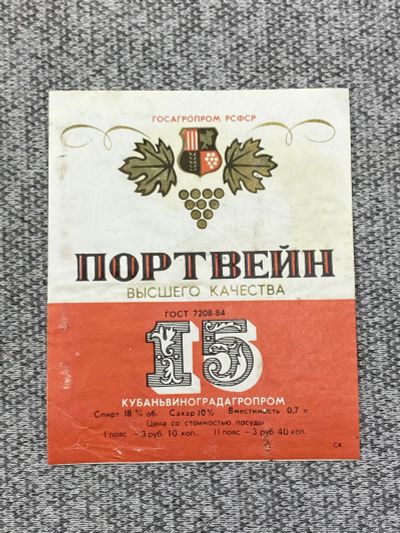 ГОСАГРОПРОМ РСФСР
ПОРТВЕЙН
ВЫСШЕГО КАЧЕСТВА
ГОСТ 7208-84
15
КУБАНЬВИНОГРАДАГРОПРОМ
Спирт 18% об. Сахар 10% Вместимость 0,7 л
Цена со стоимостью посуды
I пояс - 3 руб. 10 коп. II пояс - 3 руб. 40 коп.
СК